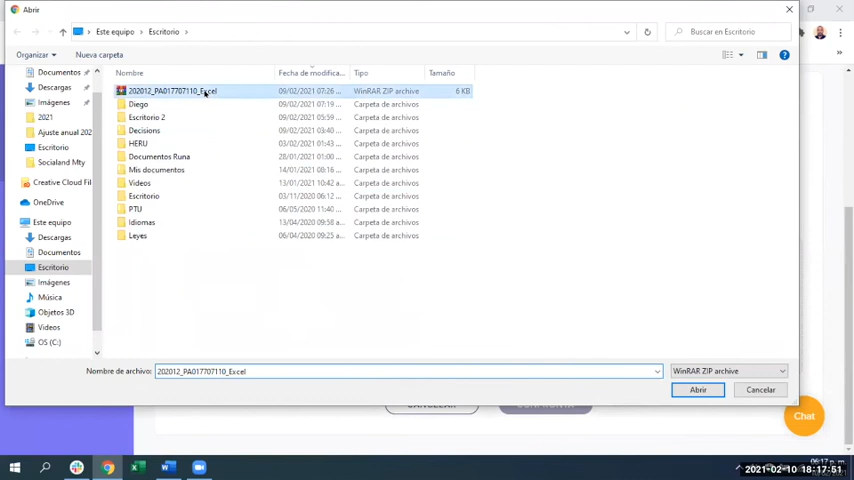 Abrir
Este equipo > Escritorio >
Buscar en Escritorio
Organizar
Nueva carpeta
Nombre
Fecha de modifica...
Tipo
Tamaño
Documentos
Descargas
Imágenes
2021
Ajuste anual 202
Escritorio
Socialand Mty
Creative Cloud Fil
OneDrive
Este equipo
Descargas
Documentos
Escritorio
Imágenes
Música
Objetos 3D
Videos
OS (C:)
202012_PA017707110_Excel 09/02/2021 07:26 ... WinRAR ZIP archive 6 KB
Diego 09/02/2021 07:19 ... Carpeta de archivos
Escritorio 2 09/02/2021 05:59 ... Carpeta de archivos
Decisions 09/02/2021 03:40 ... Carpeta de archivos
HERU 03/02/2021 01:43 ... Carpeta de archivos
Documentos Runa 28/01/2021 01:00 ... Carpeta de archivos
Mis documentos 14/01/2021 08:16 ... Carpeta de archivos
Videos 13/01/2021 10:42 a... Carpeta de archivos
Escritorio 03/11/2020 06:12 ... Carpeta de archivos
PTU 06/05/2020 11:40 ... Carpeta de archivos
Idiomas 13/04/2020 09:58 a... Carpeta de archivos
Leyes 06/04/2020 09:25 a... Carpeta de archivos
Nombre de archivo: 202012_PA017707110_Excel
WinRAR ZIP archive
Abrir
Cancelar
CANCELAR
CONFRONTA
Chat
06:17 p. m.
2021-02-10 18:17:51